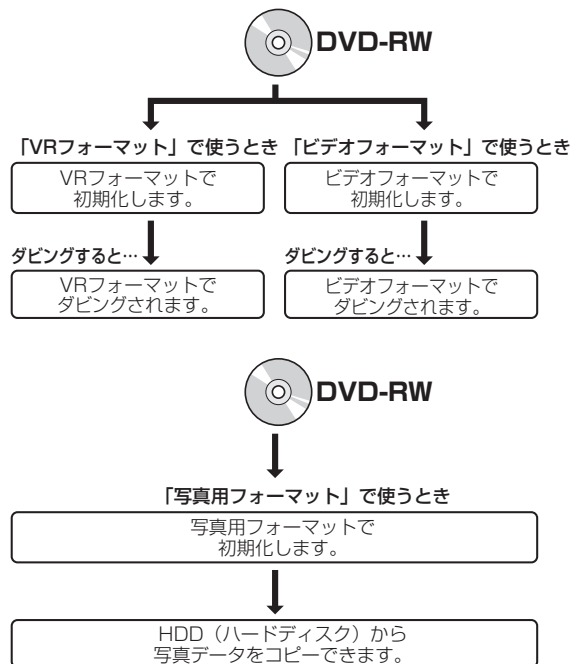 DVD-RW
「VRフォーマット」で使うとき
「ビデオフォーマット」で使うとき
VRフォーマットで
初期化します。
ビデオフォーマットで
初期化します。
ダビングすると…
ダビングすると…
VRフォーマットで
ダビングされます。
ビデオフォーマットで
ダビングされます。
DVD-RW
「写真用フォーマット」で使うとき
写真用フォーマットで
初期化します。
HDD（ハードディスク）から
写真データをコピーできます。